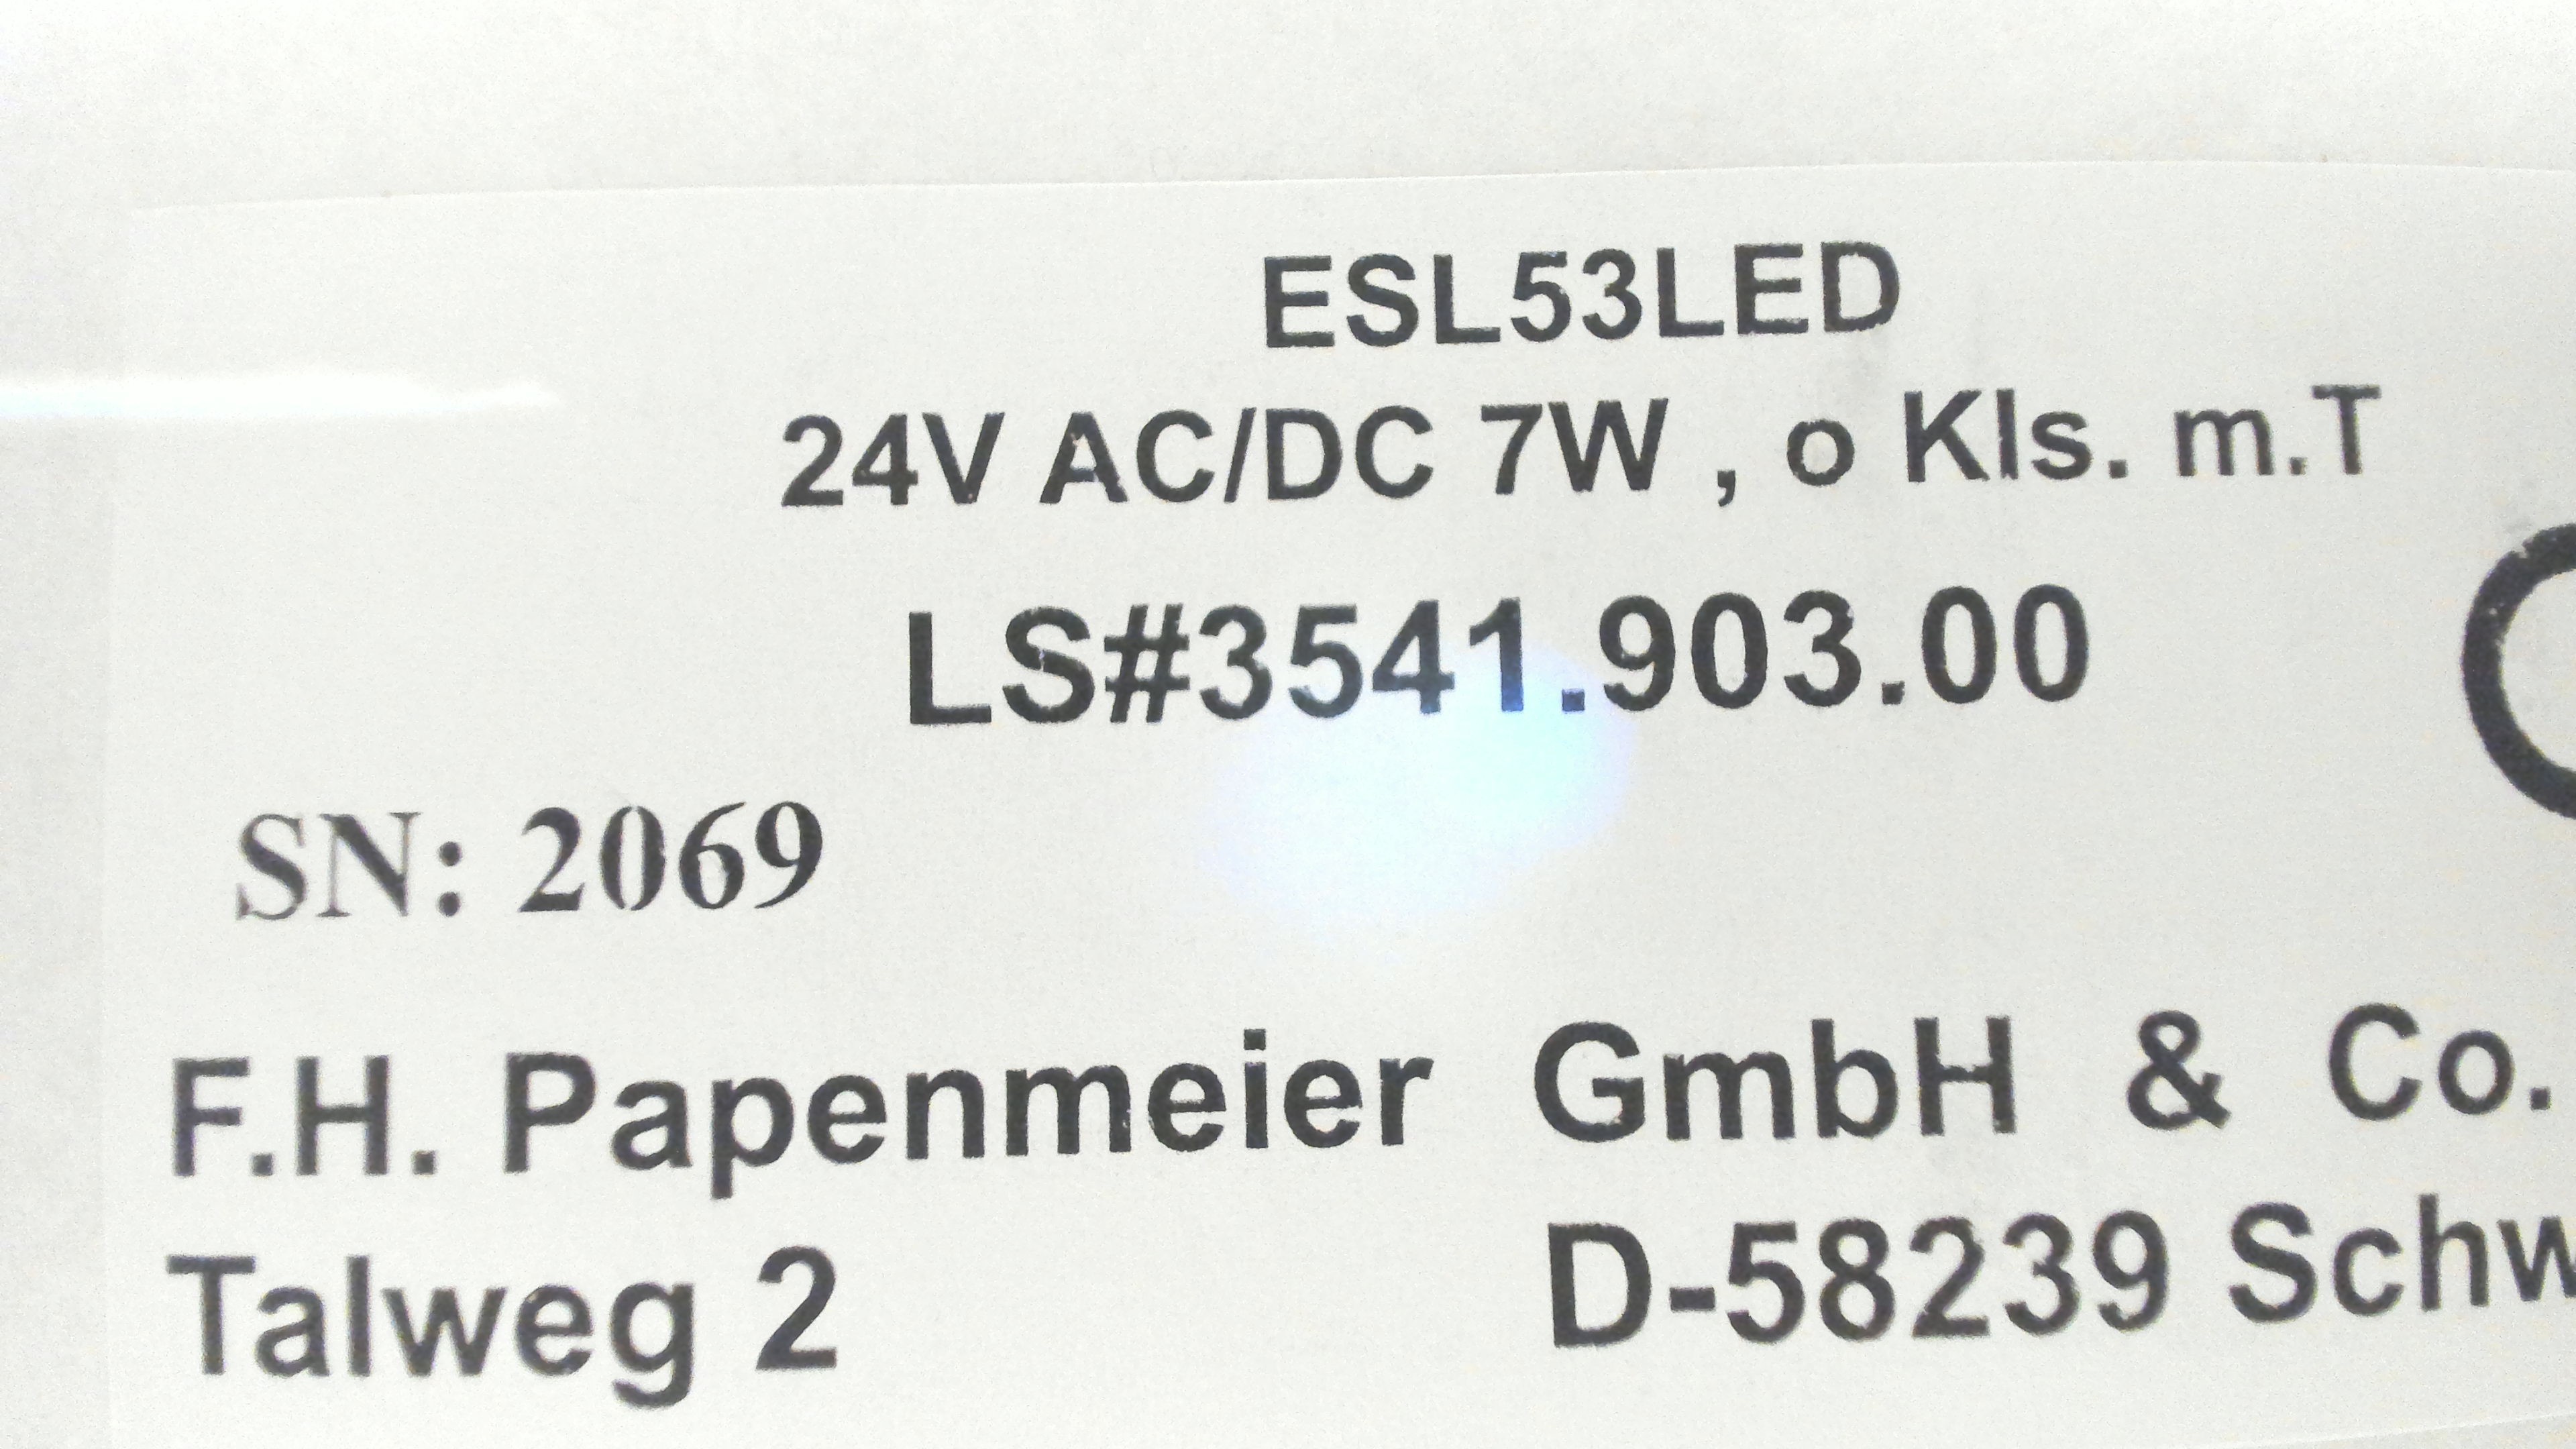 ESL53LED
24V AC/DC 7W , o Kls. m.T
LS#3541.903.00
SN: 2069
F.H. Papenmeier GmbH & Co.
Talweg 2 D-58239 Schw